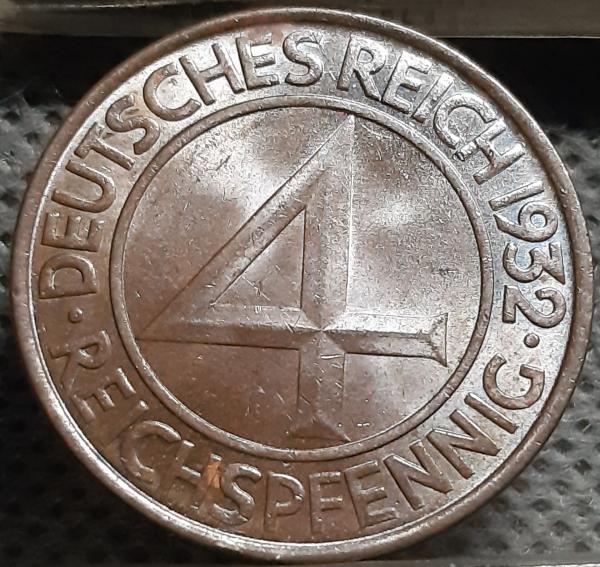 DEUTSCHES REICH 1932
4
REICHSPFENNIG